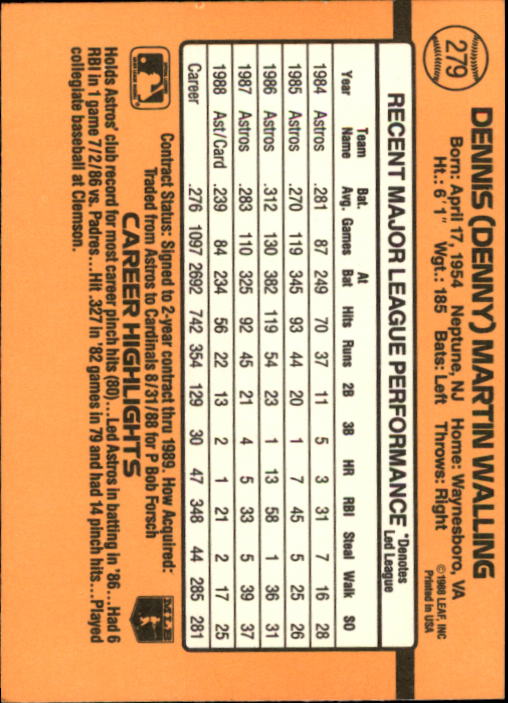 279
DENNIS (DENNY) MARTIN WALLING
Born: April 17, 1954 Neptune, NJ Home: Waynesboro, VA
Ht.: 6'1" Wgt.: 185 Bats: Left Throws: Right
©1988 LEAF, INC
Printed in USA
RECENT MAJOR LEAGUE PERFORMANCE
*Denotes
Led League
Year Team Name Bat. Avg. Games At Bat Hits Runs 2B 3B HR RBI Steal Walk SO
1984 Astros .281 87 249 70 37 11 5 3 31 7 16 28
1985 Astros .270 119 345 93 44 20 1 7 45 5 25 26
1986 Astros .312 130 382 119 54 23 1 13 58 1 36 31
1987 Astros .283 110 325 92 45 21 4 5 33 5 39 37
1988 Ast/Card .239 84 234 56 22 13 2 1 21 2 17 25
Career .276 1097 2692 742 354 129 30 47 348 44 285 281
Contract Status: Signed to 2-year contract thru 1989. How Acquired:
Traded from Astros to Cardinals 8/31/88 for P Bob Forsch
CAREER HIGHLIGHTS
MLB
Holds Astros' club record for most career pinch hits (80)...Led Astros in batting in '86...Had 6
RBI in 1 game 7/2/86 vs. Padres...Hit .327 in '82 games in 79 and had 14 pinch hits...Played
collegiate baseball at Clemson.